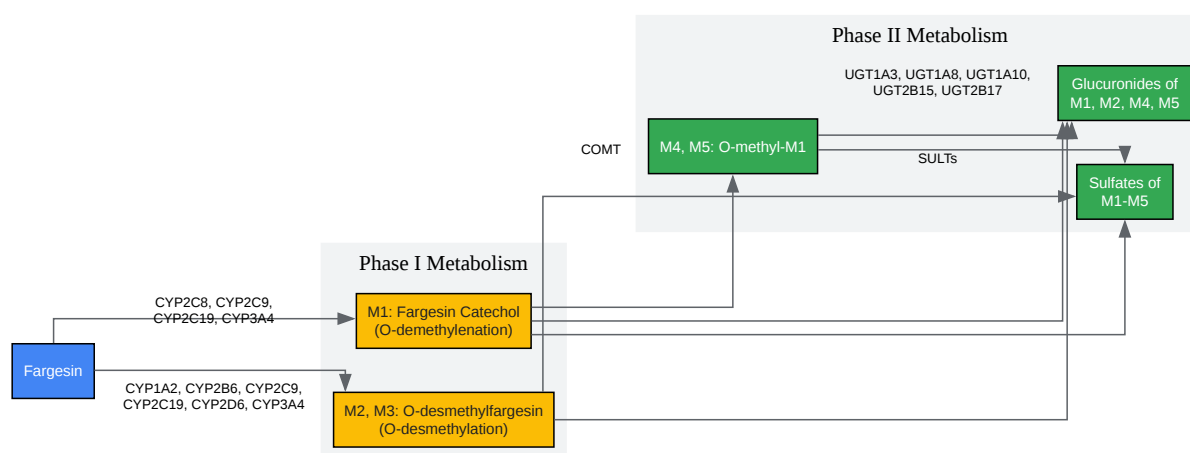 Phase II Metabolism
UGT1A3, UGT1A8, UGT1A10,
UGT2B15, UGT2B17
Glucuronides of
M1, M2, M4, M5
COMT
M4, M5: O-methyl-M1
SULTs
Sulfates of
M1-M5
Phase I Metabolism
CYP2C8, CYP2C9,
CYP2C19, CYP3A4
M1: Fargesin Catechol
(O-demethylenation)
Fargesin
CYP1A2, CYP2B6, CYP2C9,
CYP2C19, CYP2D6, CYP3A4
M2, M3: O-desmethylfargesin
(O-desmethylation)